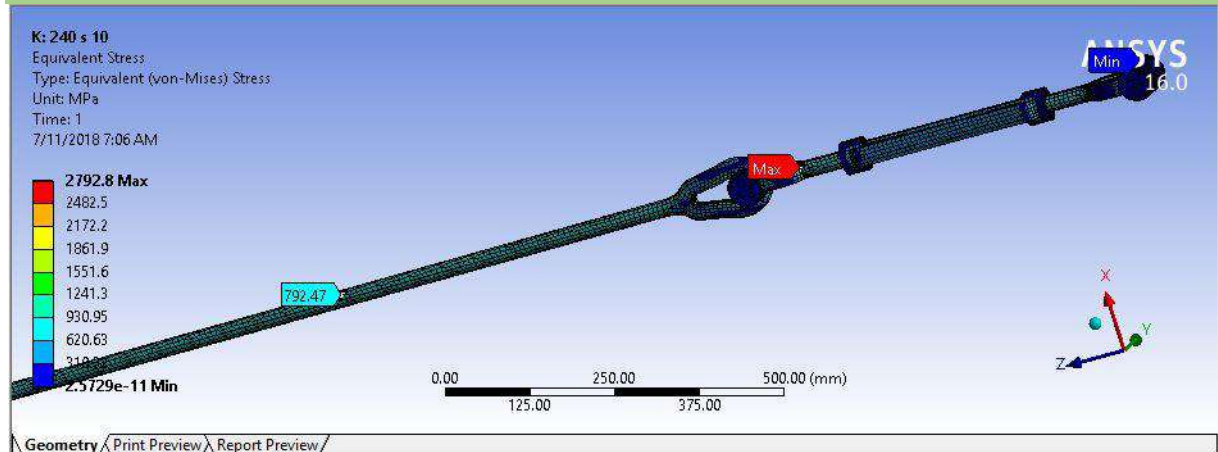 K: 240 s 10
Equivalent Stress
Type: Equivalent (von-Mises) Stress
Unit: MPa
Time: 1
7/11/2018 7:06 AM
2792.8 Max
2482.5
2172.2
1861.9
1551.6
1241.3
930.95
620.63
2.5729e-11 Min
ANSYS
16.0
Min
Max
792.47
0.00 250.00 500.00 (mm)
125.00 375.00
X
Y
Z
Geometry Print Preview Report Preview